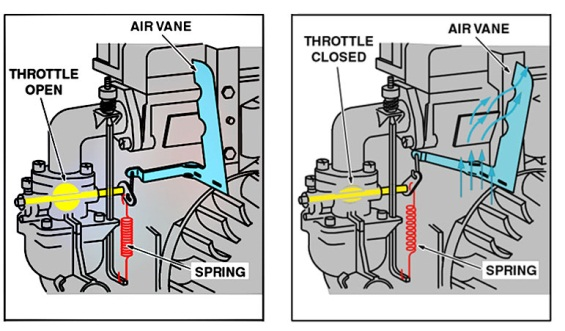 AIR VANE
THROTTLE
OPEN
SPRING
AIR VANE
THROTTLE
CLOSED
SPRING